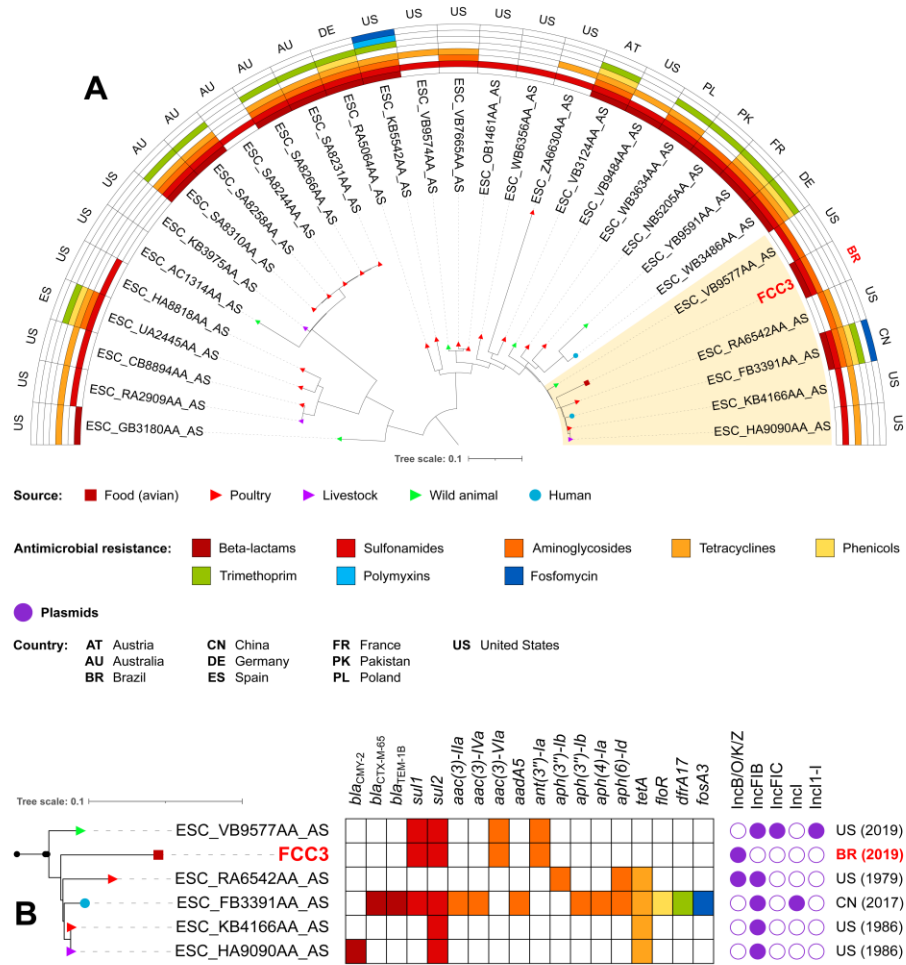 A
US
US
US
ES
US
US
US
AU
AU
AU
AU
AU
DE
US
US
US
US
US
US
AT
US
PL
PK
FR
DE
US
BR
US
CN
US
US
ESC_GB3180AA_AS
ESC_RA2909AA_AS
ESC_CB8894AA_AS
ESC_UA2445AA_AS
ESC_HA8818AA_AS
ESC_AC1314AA_AS
ESC_KB3975AA_AS
ESC_SA8310AA_AS
ESC_SA8258AA_AS
ESC_SA8244AA_AS
ESC_SA8266AA_AS
ESC_SA8231AA_AS
ESC_RA5064AA_AS
ESC_KB5542AA_AS
ESC_VB9574AA_AS
ESC_VB7665AA_AS
ESC_OB1461AA_AS
ESC_WB6356AA_AS
ESC_ZA6630AA_AS
ESC_VB3124AA_AS
ESC_VB9484AA_AS
ESC_WB3634AA_AS
ESC_NB5205AA_AS
ESC_YB9591AA_AS
ESC_WB3486AA_AS
ESC_VB9577AA_AS
FCC3
ESC_RA6542AA_AS
ESC_FB3391AA_AS
ESC_KB4166AA_AS
ESC_HA9090AA_AS
Tree scale: 0.1
Source: Food (avian) Poultry Livestock Wild animal Human
Antimicrobial resistance: Beta-lactams Sulfonamides Aminoglycosides Tetracyclines Phenicols
Trimethoprim Polymyxins Fosfomycin
Plasmids
Country: AT Austria CN China FR France US United States
AU Australia DE Germany PK Pakistan
BR Brazil ES Spain PL Poland
B
Tree scale: 0.1
blaCMY-2
blaCTX-M-65
blaTEM-1B
sul1
sul2
aac(3)-IIa
aac(3)-IVa
aac(3)-VIa
aadA5
ant(3")-Ia
aph(3")-Ib
aph(3")-Ib
aph(4)-Ia
aph(6)-Id
tetA
floR
dfrA17
fosA3
IncB/O/K/Z
IncFIB
IncFIC
IncI
IncI1-I
ESC_VB9577AA_AS US (2019)
FCC3 BR (2019)
ESC_RA6542AA_AS US (1979)
ESC_FB3391AA_AS CN (2017)
ESC_KB4166AA_AS US (1986)
ESC_HA9090AA_AS US (1986)